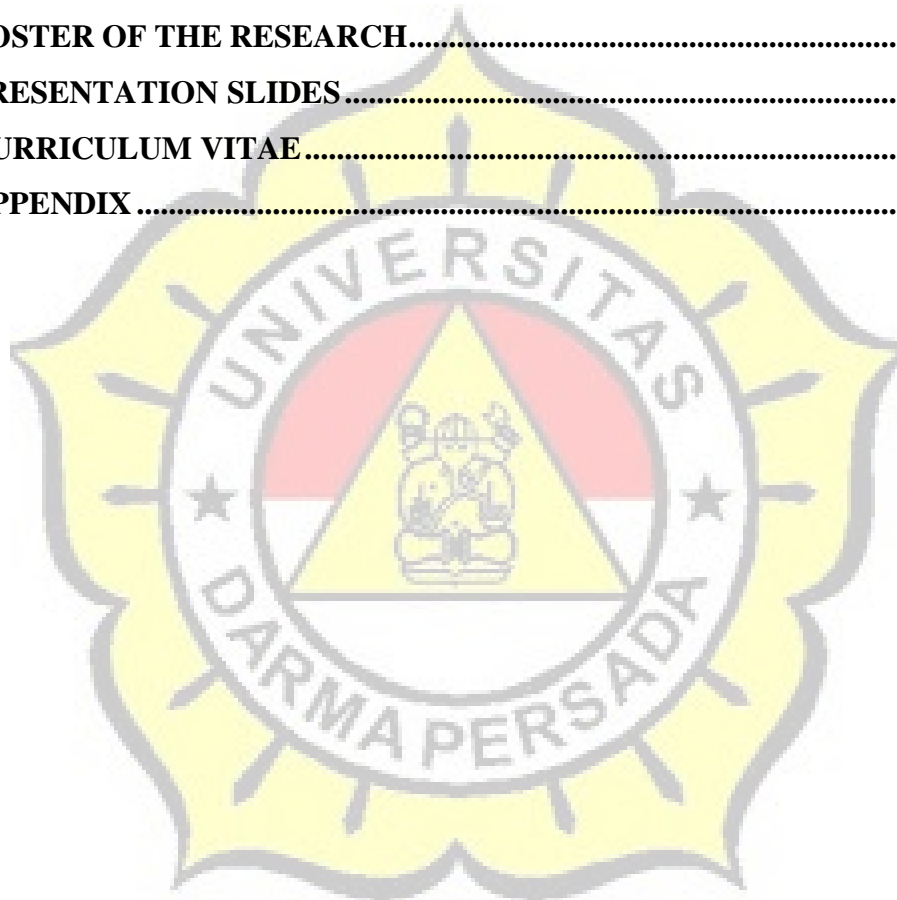 OSTER OF THE RESEARCH
RESENTATION SLIDES
URRICULUM VITAE
PPENDIX
UNIVERSITAS
DARMA PERSADA